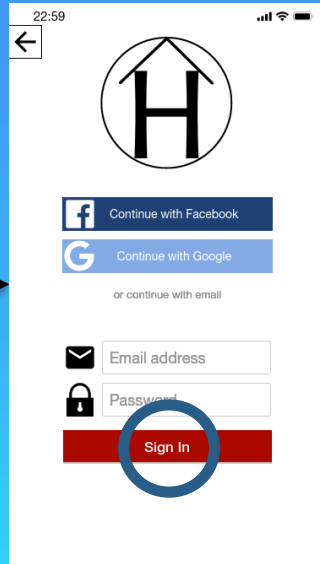 22:59
H
Continue with Facebook
Continue with Google
or continue with email
Email address
Password
Sign In